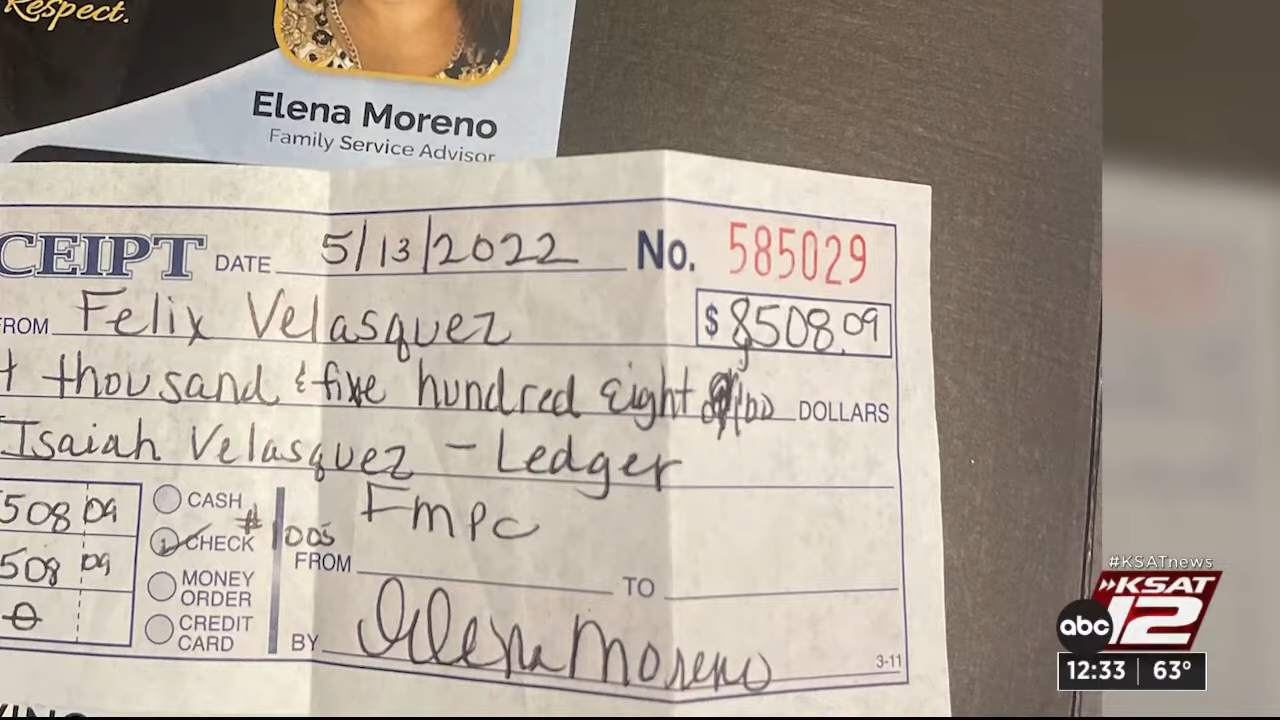 Respect.
Elena Moreno
Family Service Advisor
CEIPT DATE 5/13/2022 No. 585029
FROM Felix Velasquez $ 8508.09
t thousand & five hundred Eight /100 DOLLARS
Isaiah Velasquez - Ledger
508 09 CASH Fmpc
508 09 CHECK #1005 FROM TO
0 MONEY ORDER
CREDIT CARD BY Elena Moreno 3-11
#KSATnews
KSAT
abc 12
12:33 63°